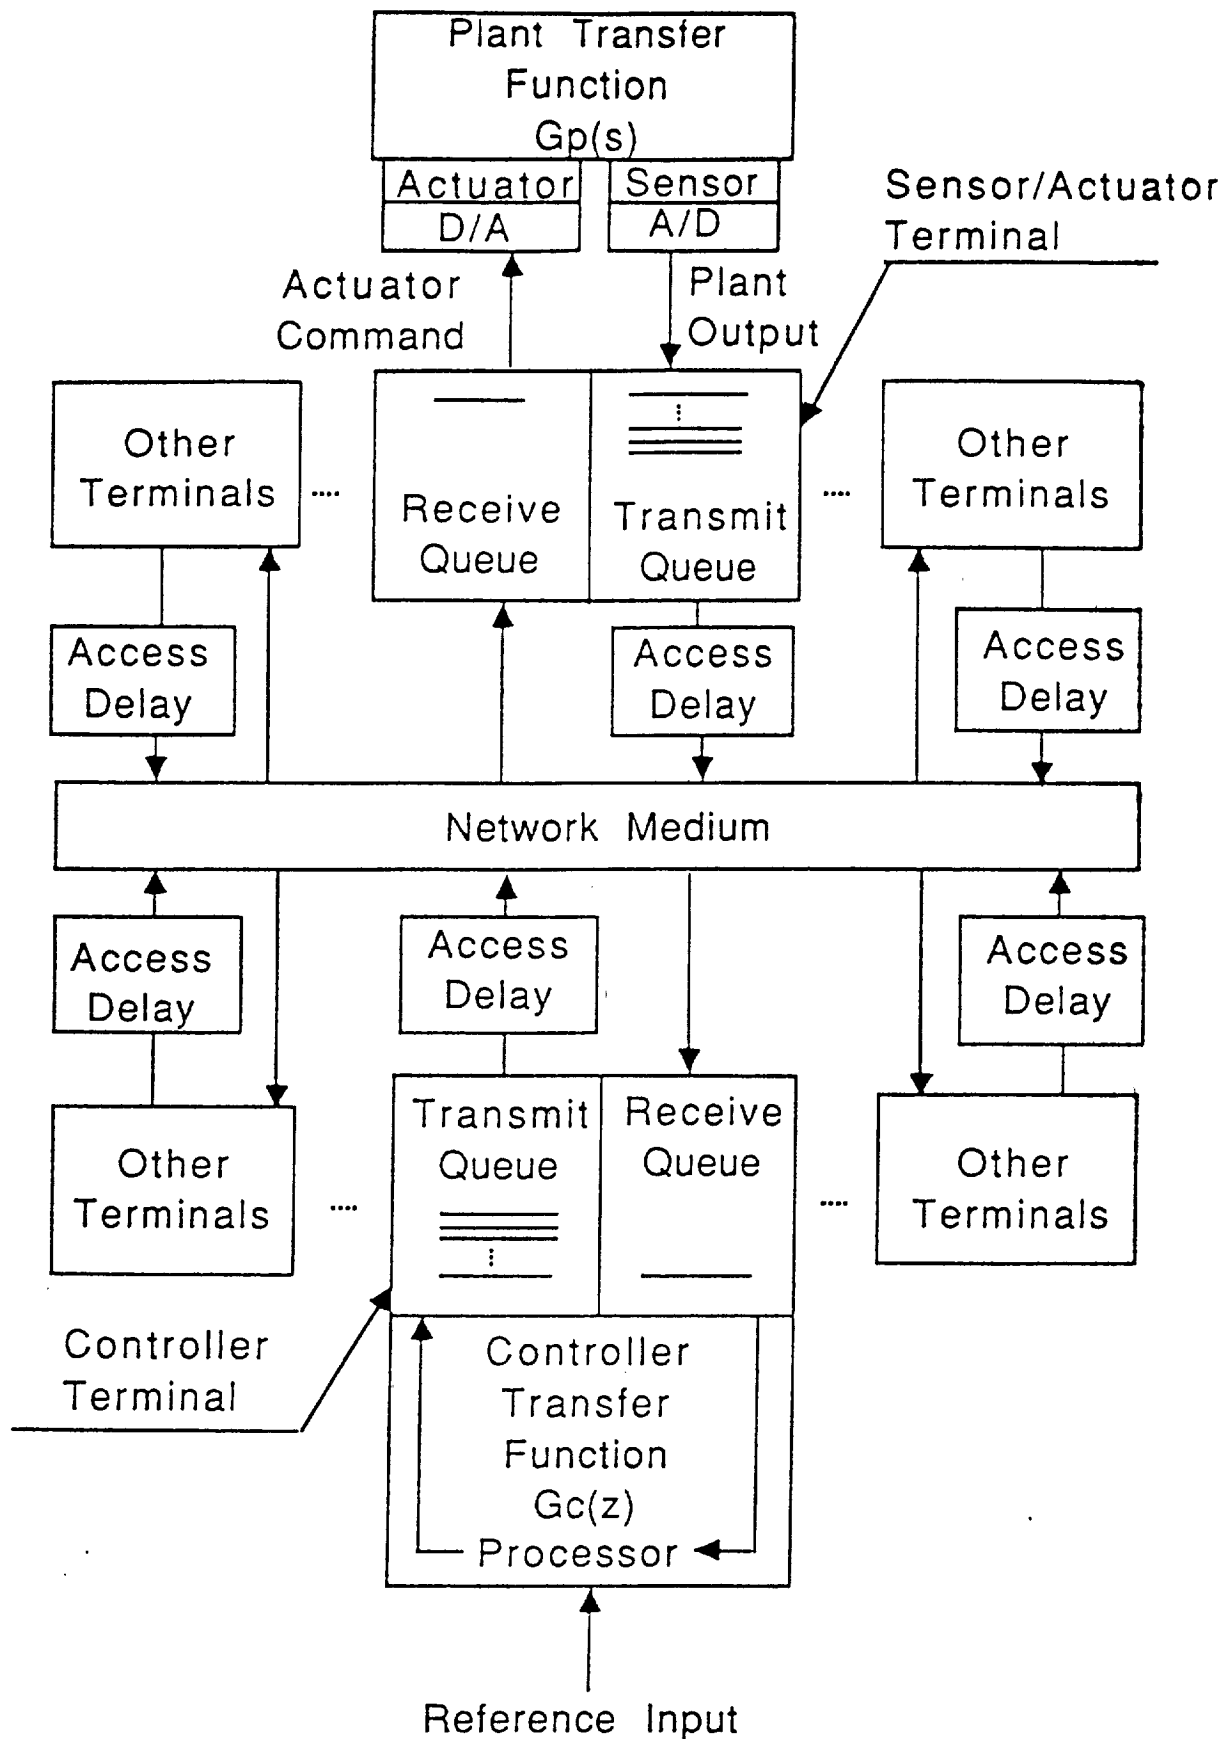 Plant Transfer
Function
Gp(s)
Actuator
Sensor
D/A
A/D
Sensor/Actuator
Terminal
Actuator
Command
Plant
Output
Other
Terminals
....
Receive
Queue
Transmit
Queue
....
Other
Terminals
Access
Delay
Access
Delay
Access
Delay
Network Medium
Access
Delay
Access
Delay
Access
Delay
Other
Terminals
....
Transmit
Queue
Receive
Queue
....
Other
Terminals
Controller
Terminal
Controller
Transfer
Function
Gc(z)
Processor
Reference Input